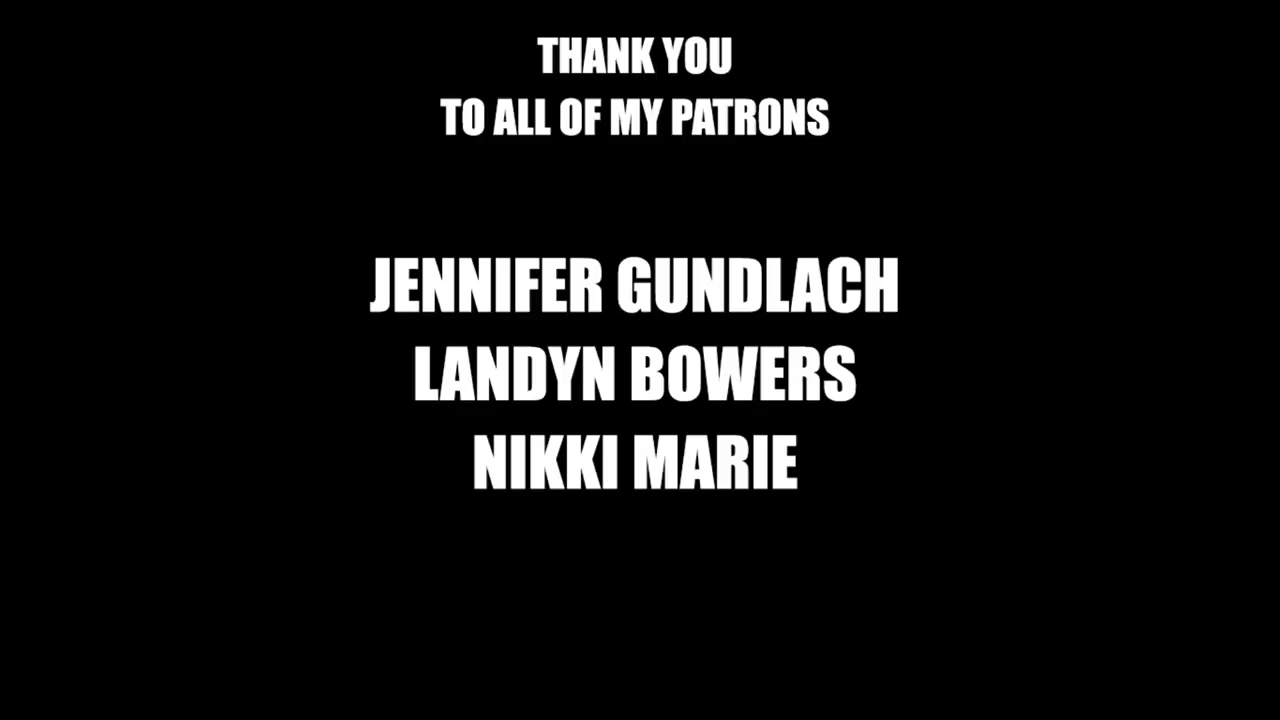 THANK YOU
TO ALL OF MY PATRONS
JENNIFER GUNDLACH
LANDYN BOWERS
NIKKI MARIE